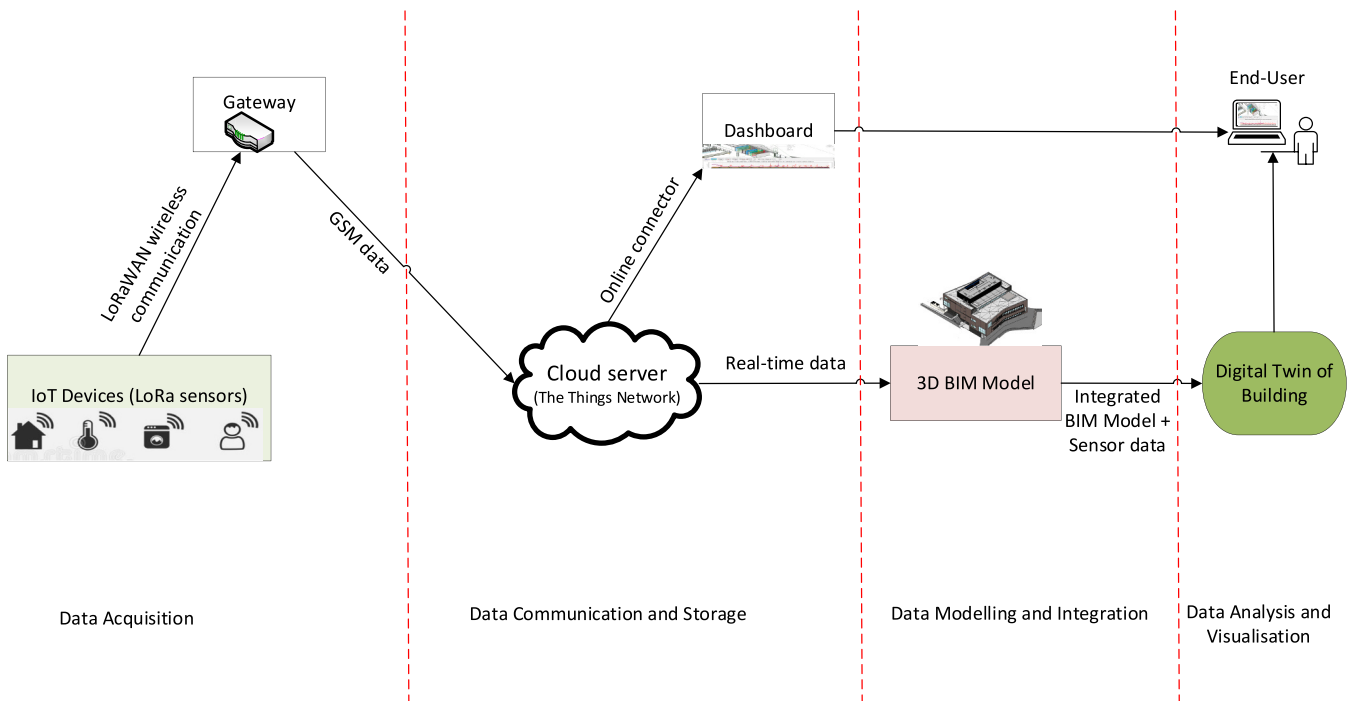 Gateway
LoRaWAN wireless
communication
IoT Devices (LoRa sensors)
Data Acquisition
GSM data
Dashboard
Online connector
Cloud server
(The Things Network)
Real-time data
Data Communication and Storage
3D BIM Model
Integrated
BIM Model +
Sensor data
Data Modelling and Integration
End-User
Digital Twin of
Building
Data Analysis and
Visualisation